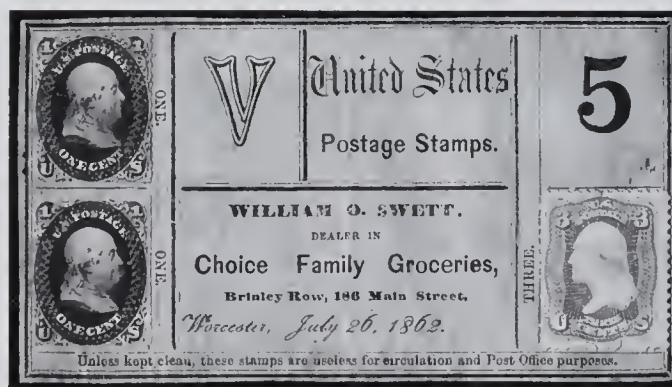 U.S. POSTAGE
ONE CENT
ONE.
U.S. POSTAGE
ONE CENT
ONE.
V
United States
Postage Stamps.
WILLIAM O. SWETT.
DEALER IN
Choice Family Groceries,
Brinley Row, 186 Main Street.
Worcester, July 26, 1862.
5
THREE.
3 3
U S
Unless kept clean, these stamps are useless for circulation and Post Office purposes.